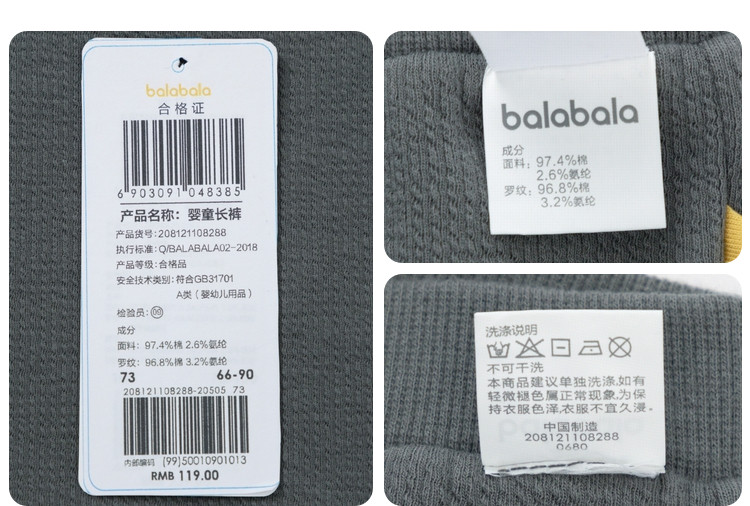 balabala
合格证
6 903091 048385
产品名称：婴童长裤
产品货号：208121108288
执行标准：Q/BALABALA02-2018
产品等级：合格品
安全技术类别：符合GB31701
A类（婴幼儿用品）
检验员：
成分
面料：97.4%棉 2.6%氨纶
罗纹：96.8%棉 3.2%氨纶
73 66-90
208121108288-20505 73
内部编码 (99)50010901013
RMB 119.00
balabala
成分
面料：97.4%棉
2.6%氨纶
罗纹：96.8%棉
3.2%氨纶
洗涤说明
不可干洗
本商品建议单独洗涤，如有
轻微褪色属正常现象，为保
持衣服色泽，衣服不宜久浸。
中国制造
208121108288
0680